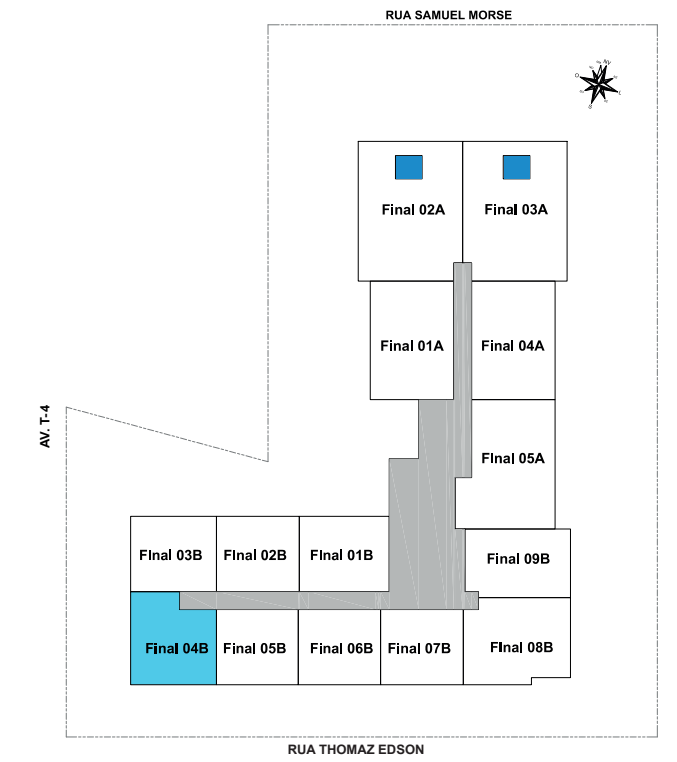 RUA SAMUEL MORSE
Final 02A
Final 03A
Final 01A
Final 04A
AV. T-4
FInal 05A
FInal 03B
FInal 02B
FInal 01B
Final 09B
Final 04B
FInal 05B
Final 06B
FInal 07B
FInal 08B
RUA THOMAZ EDSON